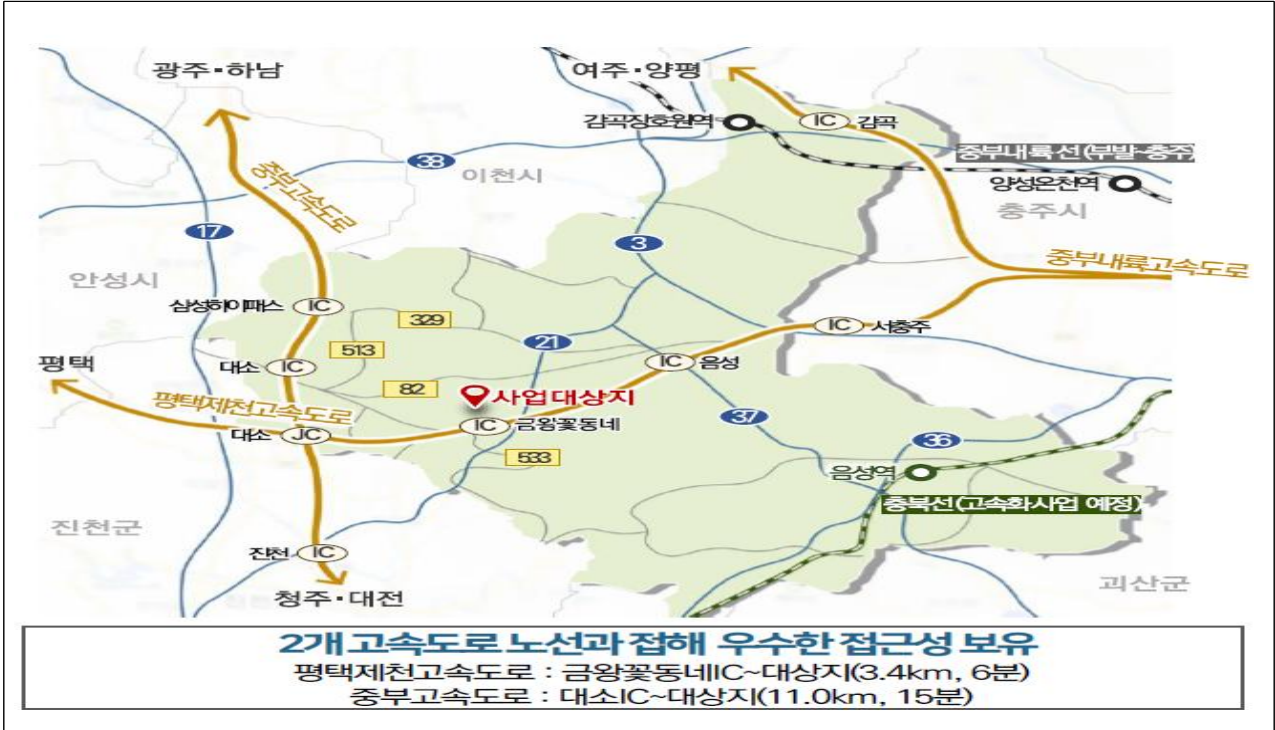 광주·하남
여주·양평
감곡장호원역
IC 감곡
38
이천시
중부내륙선(부발-충주)
양성온천역
충주시
중부고속도로
17
3
중부내륙고속도로
안성시
삼성하이패스 IC
329
IC 서충주
513
21
평택
대소 IC
IC 음성
82
사업대상지
평택제천고속도로
대소 JC
IC 금왕꽃동네
37
36
533
음성역
충북선(고속화사업 예정)
진천군
진천 IC
괴산군
청주·대전
2개 고속도로 노선과 접해 우수한 접근성 보유
평택제천고속도로 : 금왕꽃동네IC~대상지(3.4km, 6분)
중부고속도로 : 대소IC~대상지(11.0km, 15분)